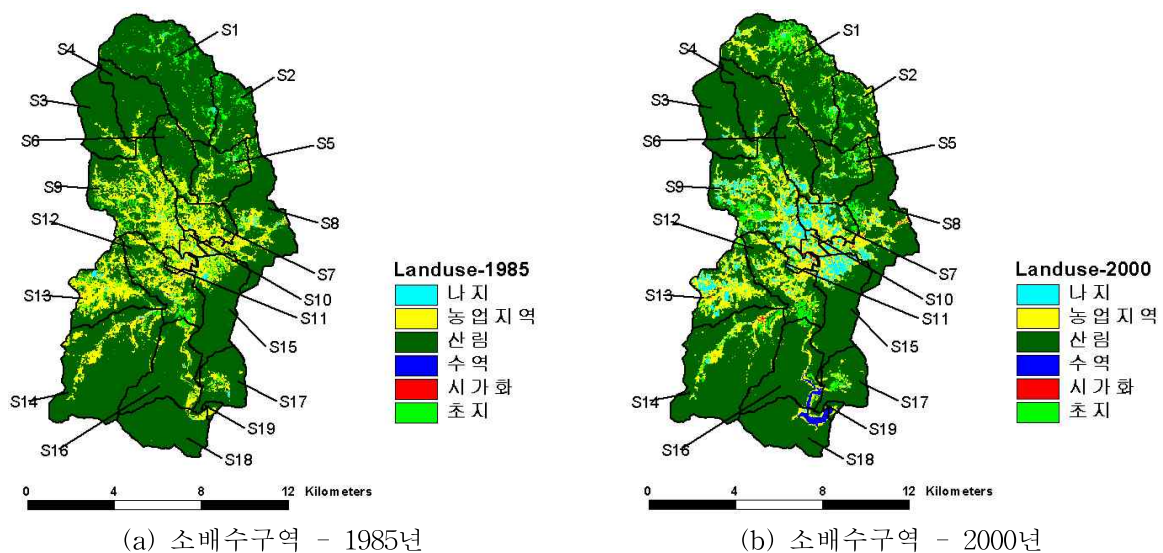 S1
S4
S2
S3
S6
S5
S9
S12
S8
S7
S13
S10
S11
S15
S14
S17
S19
S16
S18
Landuse-1985
나지
농업지역
산림
수역
시가화
초지
0 4 8 12 Kilometers
(a) 소배수구역 - 1985년
S1
S4
S2
S3
S6
S5
S9
S12
S8
S7
S13
S10
S11
S15
S14
S17
S19
S16
S18
Landuse-2000
나지
농업지역
산림
수역
시가화
초지
0 4 8 12 Kilometers
(b) 소배수구역 - 2000년